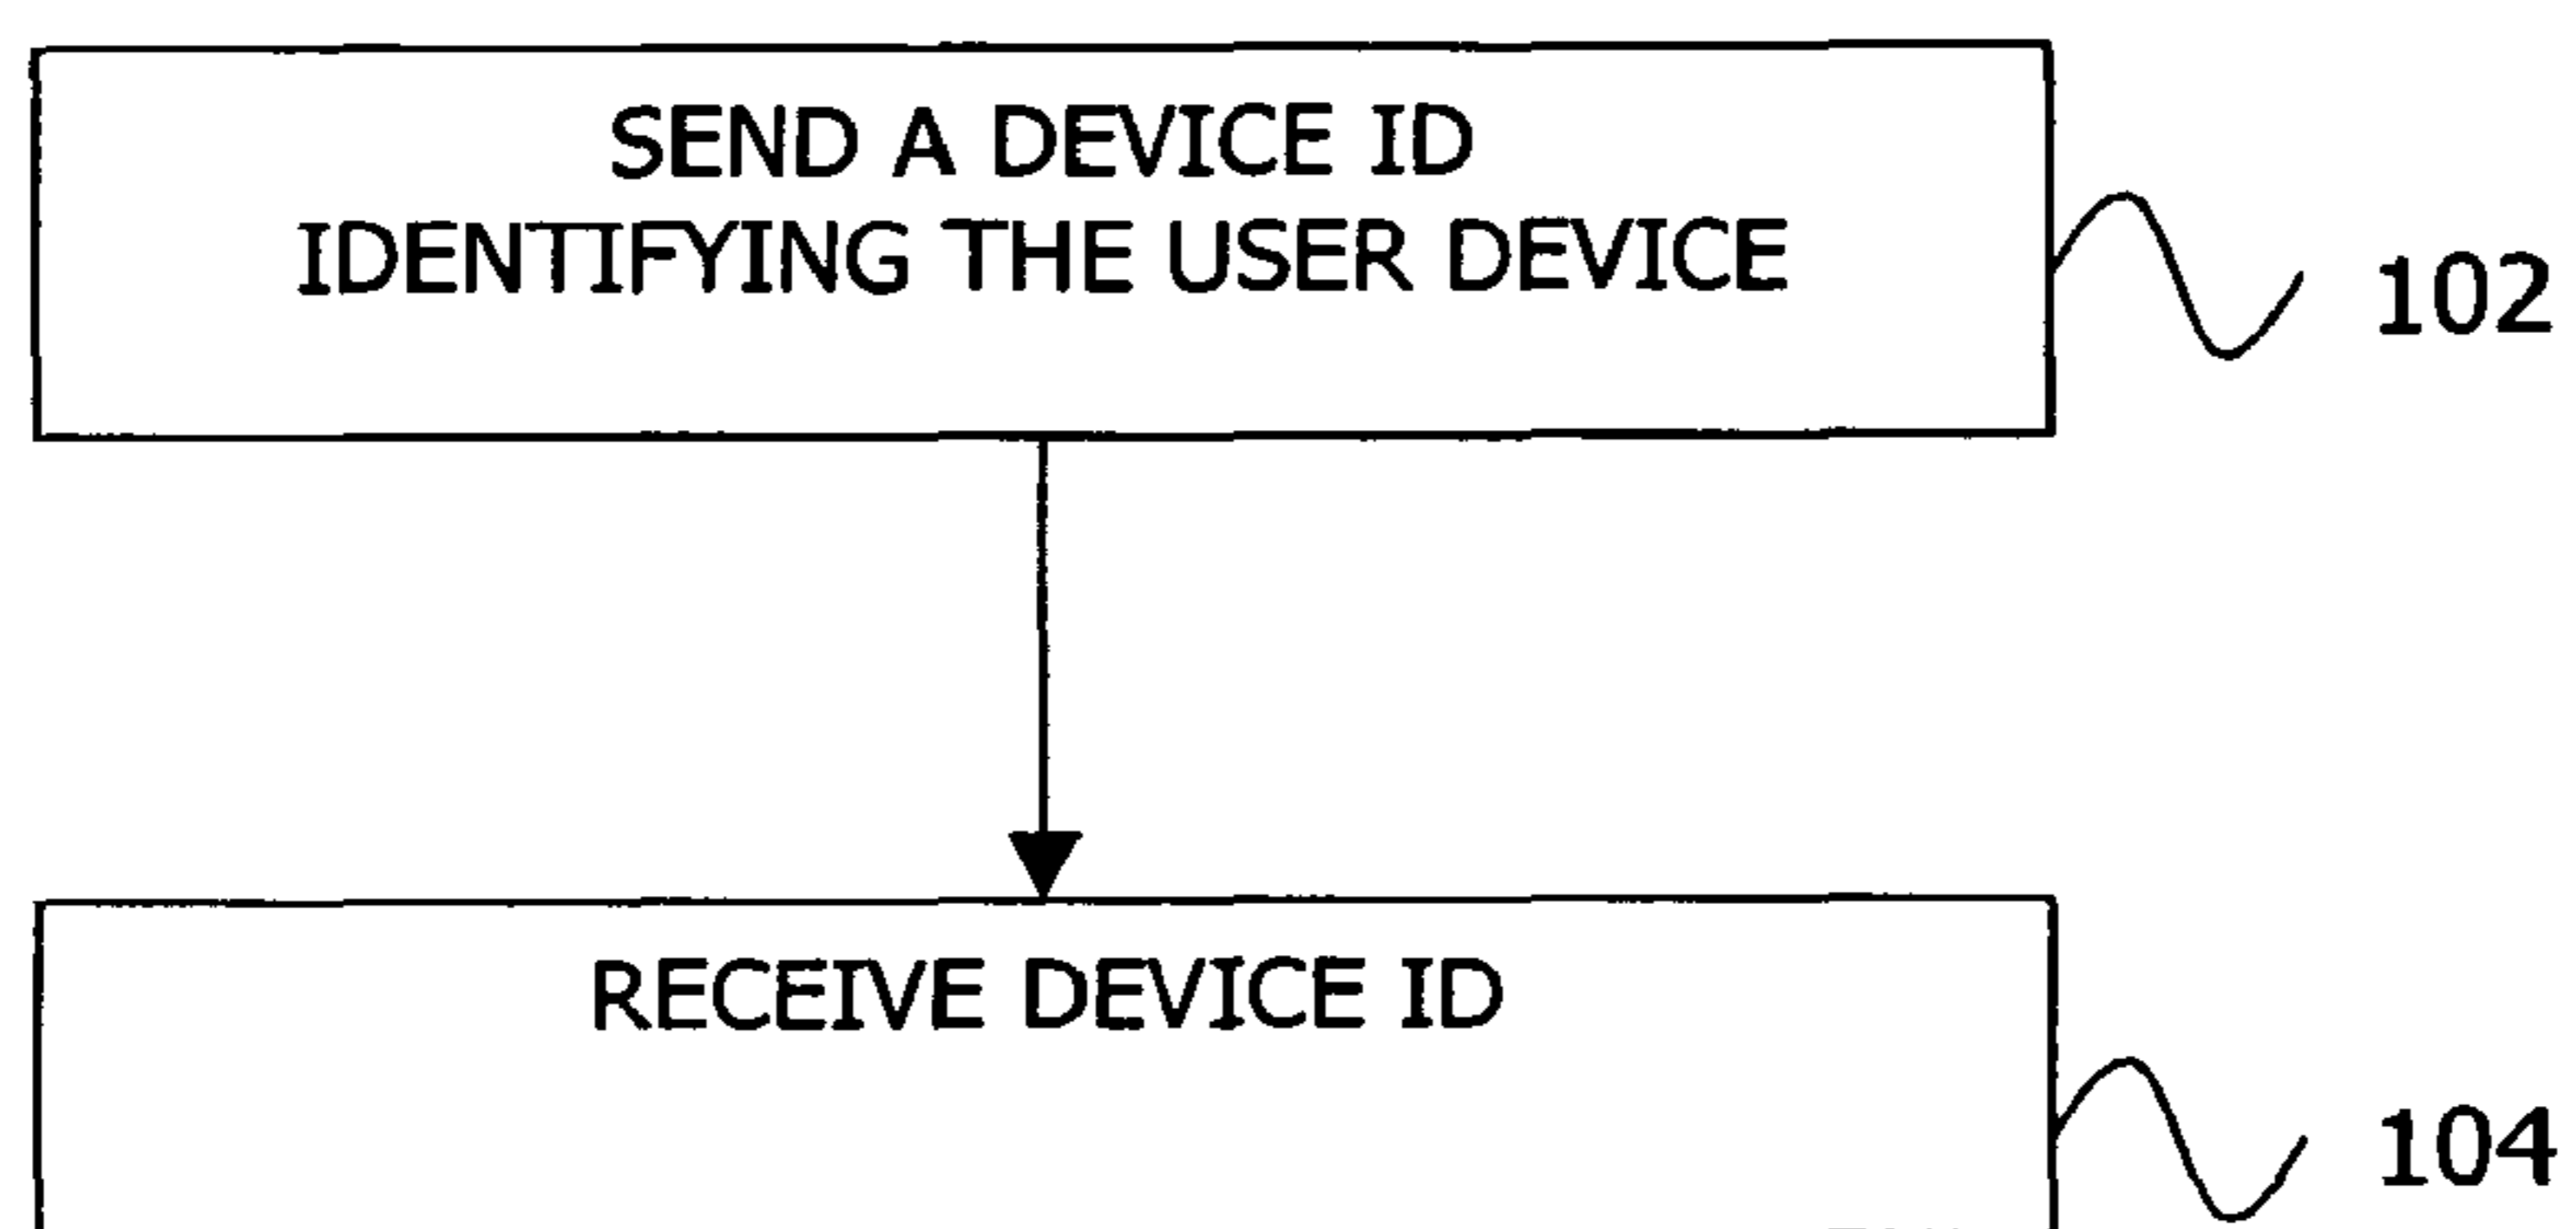 SEND A DEVICE ID
IDENTIFYING THE USER DEVICE
102
RECEIVE DEVICE ID
104